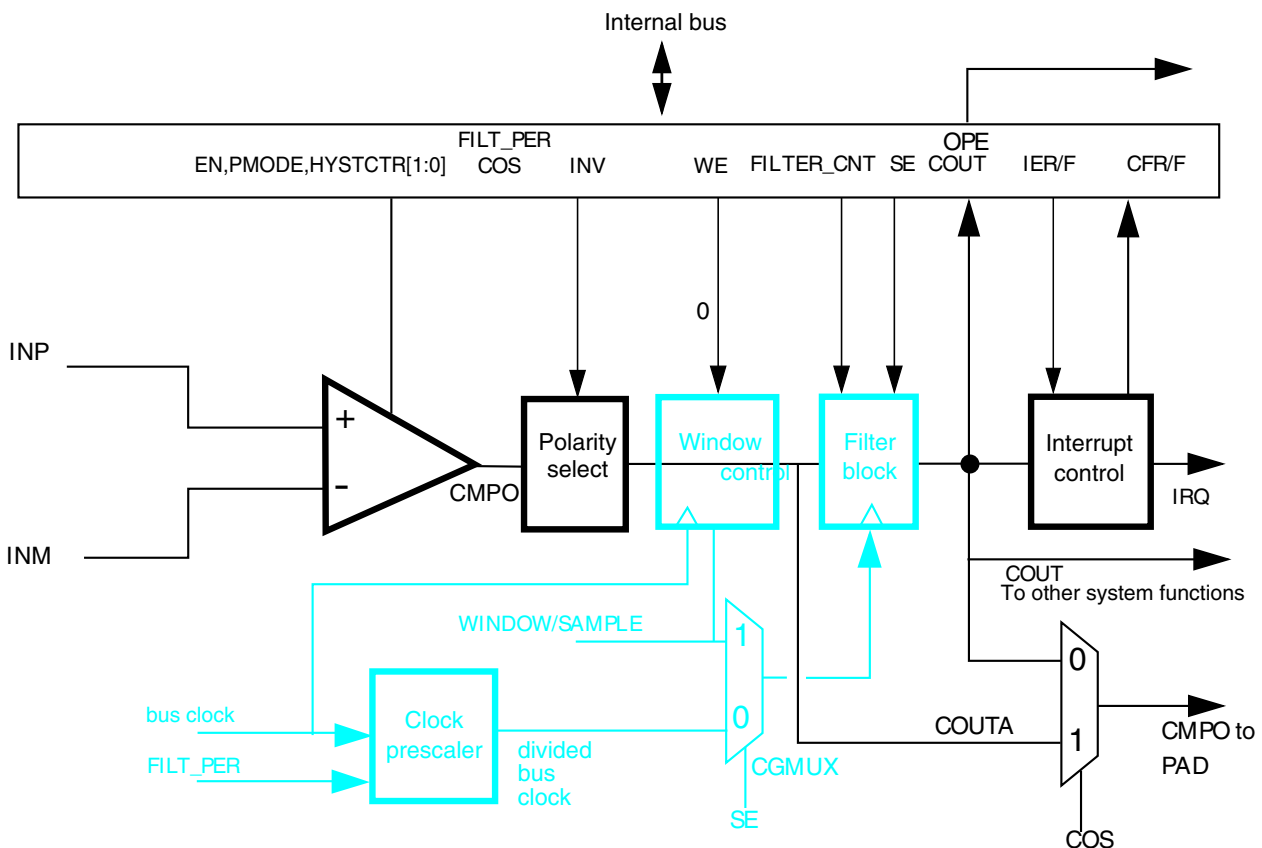 Internal bus
FILT_PER
OPE
EN,PMODE,HYSTCTR[1:0] COS INV WE FILTER_CNT SE COUT IER/F CFR/F
0
INP
+
Polarity
select
Window
control
Filter
block
Interrupt
control
-
CMPO
IRQ
INM
COUT
To other system functions
WINDOW/SAMPLE
1
0
0
bus clock
Clock
prescaler
COUTA
1
CMPO to
PAD
FILT_PER
divided
bus
clock
CGMUX
SE
COS